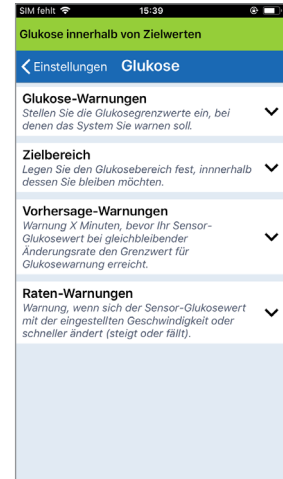 SIM fehlt 15:39
Glukose innerhalb von Zielwerten
Einstellungen Glukose
Glukose-Warnungen
Stellen Sie die Glukosegrenzwerte ein, bei
denen das System Sie warnen soll.
Zielbereich
Legen Sie den Glukosebereich fest, innnerhalb
dessen Sie bleiben möchten.
Vorhersage-Warnungen
Warnung X Minuten, bevor Ihr Sensor-
Glukosewert bei gleichbleibender
Änderungsrate den Grenzwert für
Glukosewarnung erreicht.
Raten-Warnungen
Warnung, wenn sich der Sensor-Glukosewert
mit der eingestellten Geschwindigkeit oder
schneller ändert (steigt oder fällt).